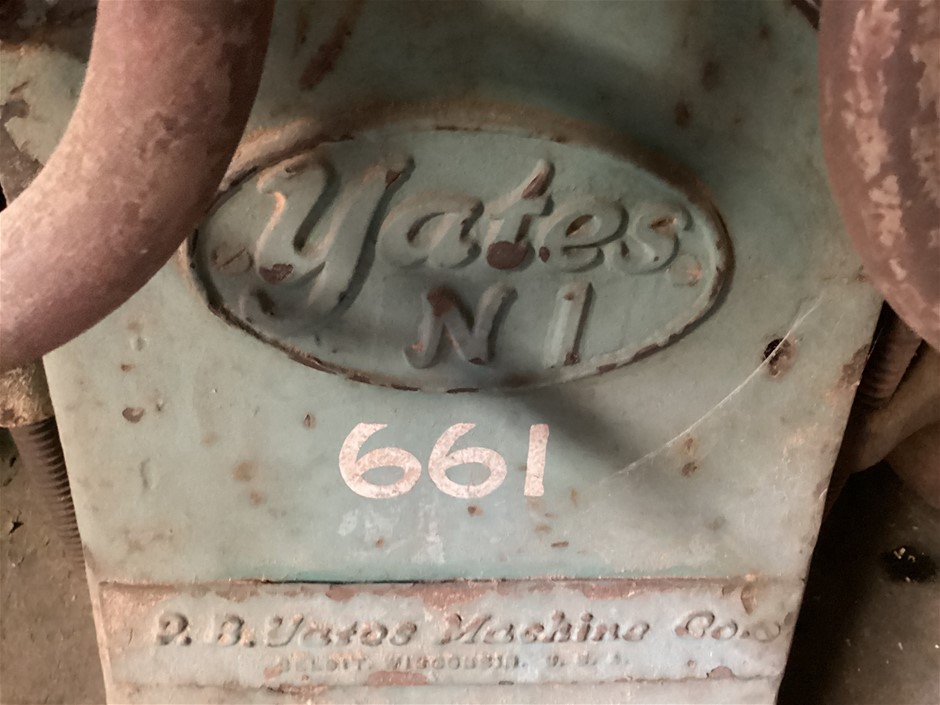 Yates
N 1
661
P. B. Yates Machine Co.
BELOIT, WISCONSIN, U. S. A.